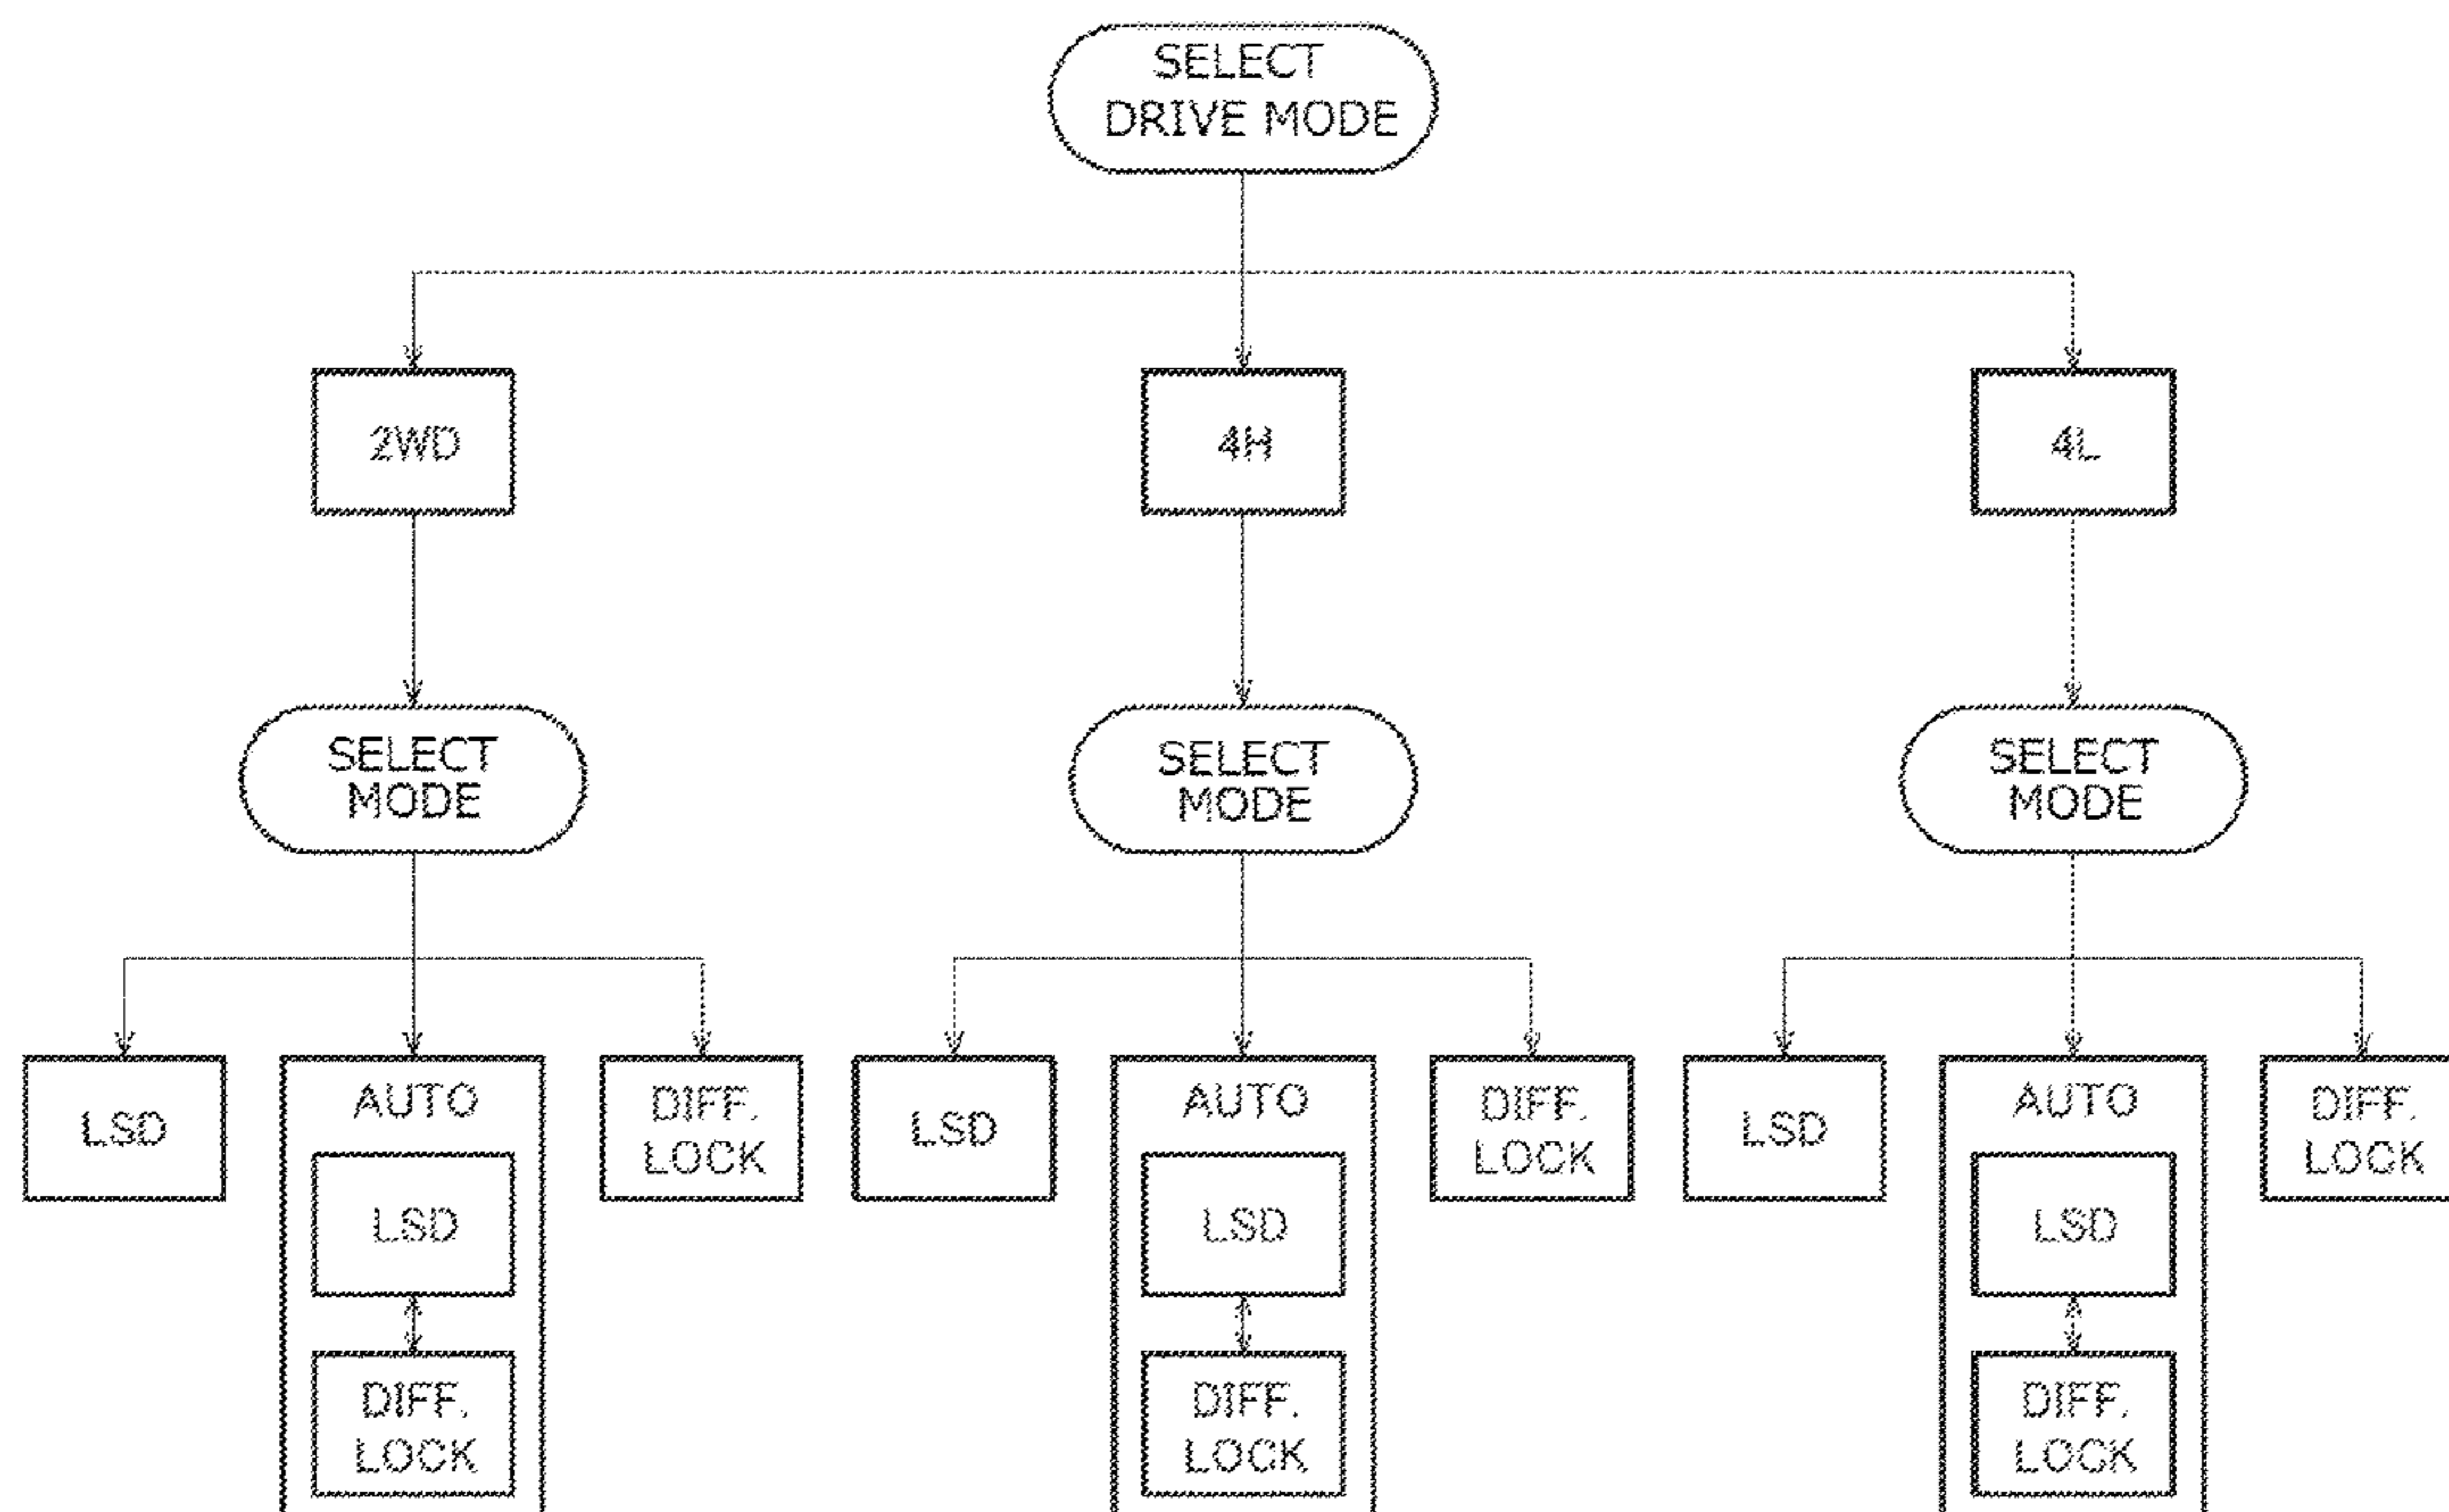 SELECT
DRIVE MODE
2WD
4H
4L
SELECT
MODE
SELECT
MODE
SELECT
MODE
LSD
AUTO
LSD
DIFF.
LOCK
DIFF.
LOCK
LSD
AUTO
LSD
DIFF.
LOCK
DIFF.
LOCK
LSD
AUTO
LSD
DIFF.
LOCK
DIFF.
LOCK